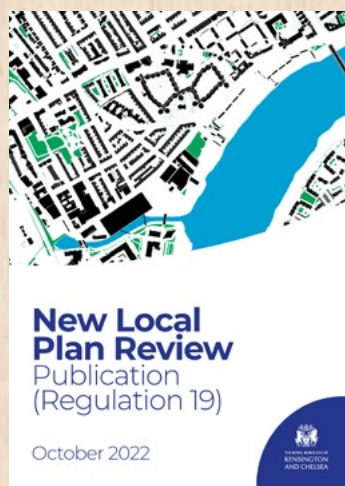 New Local
Plan Review
Publication
(Regulation 19)
October 2022
THE ROYAL BOROUGH OF
KENSINGTON
AND CHELSEA